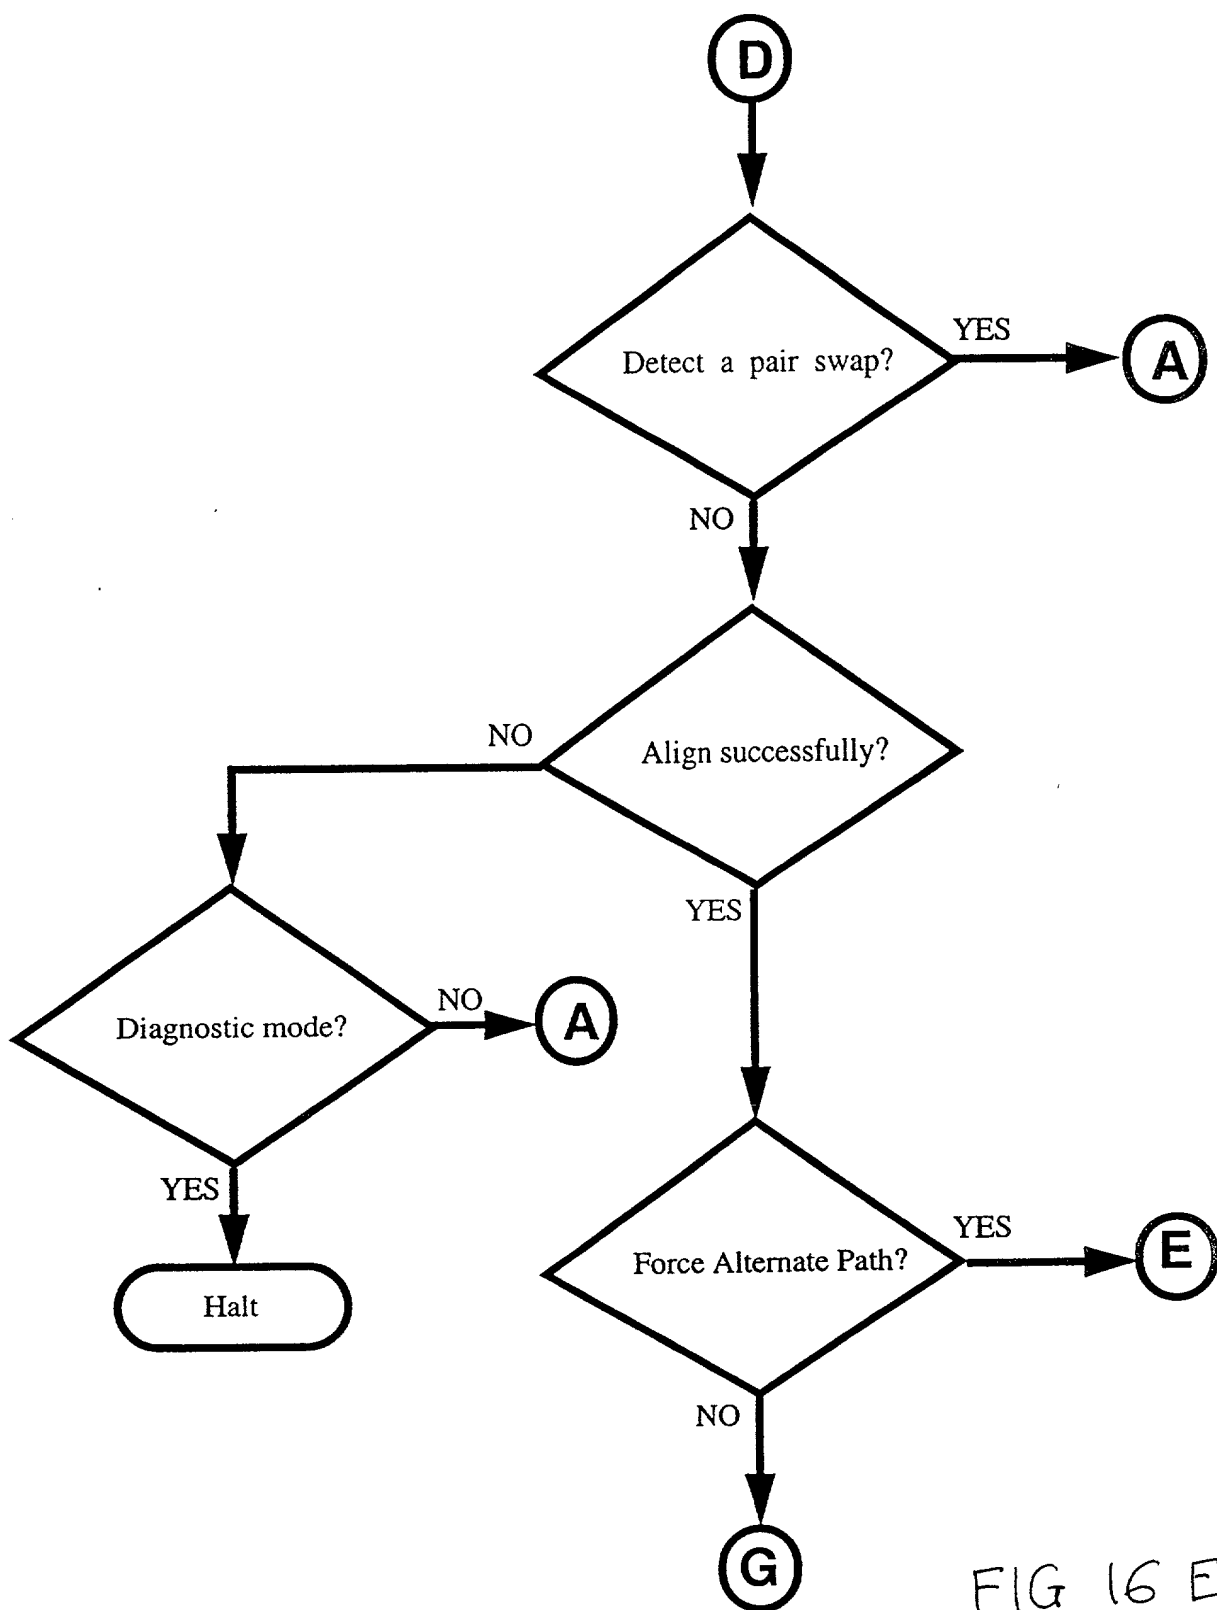 D
Detect a pair swap?
YES
A
NO
Align successfully?
NO
YES
Diagnostic mode?
NO
A
YES
Halt
Force Alternate Path?
YES
E
NO
G
FIG 16 E